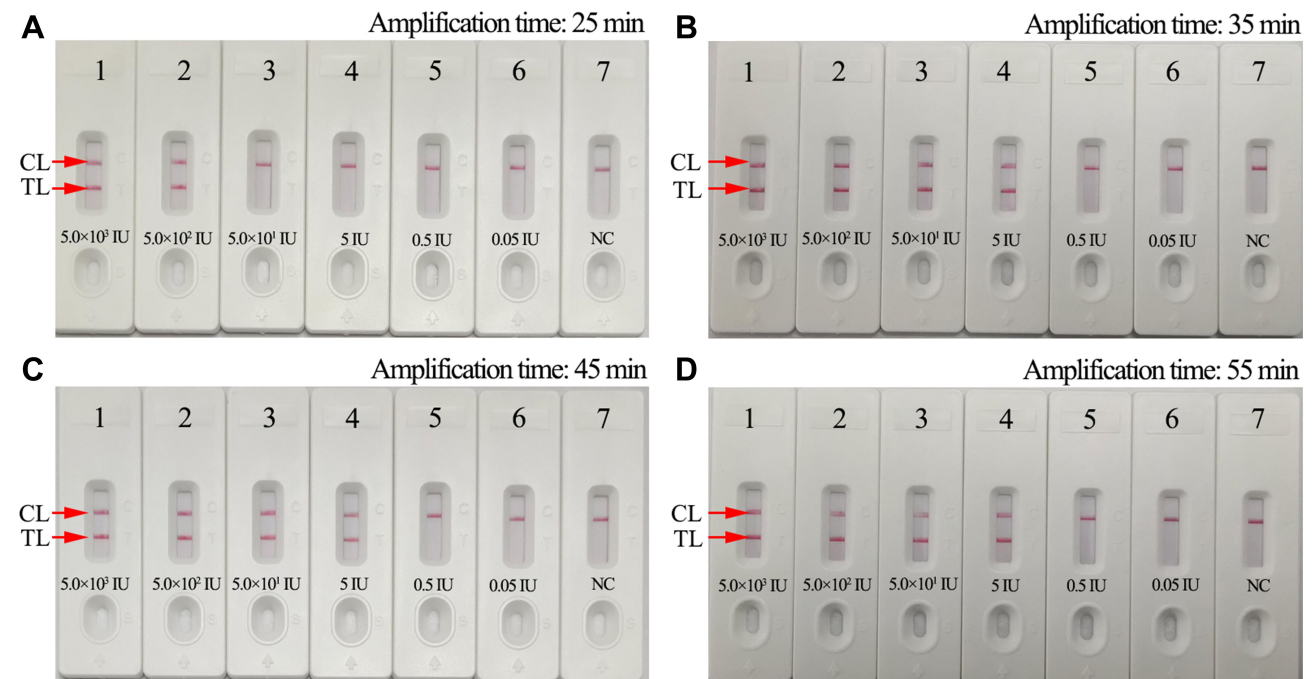 A
Amplification time: 25 min
1 2 3 4 5 6 7
CL
C C C C C C
TL
T T
5.0×10³ IU 5.0×10² IU 5.0×10¹ IU 5 IU 0.5 IU 0.05 IU NC
S S S
B
Amplification time: 35 min
1 2 3 4 5 6 7
CL
TL
5.0×10³ IU 5.0×10² IU 5.0×10¹ IU 5 IU 0.5 IU 0.05 IU NC
C
Amplification time: 45 min
1 2 3 4 5 6 7
CL
C C C C C C
TL
T T T T T
5.0×10³ IU 5.0×10² IU 5.0×10¹ IU 5 IU 0.5 IU 0.05 IU NC
S S
D
Amplification time: 55 min
1 2 3 4 5 6 7
CL
TL
5.0×10³ IU 5.0×10² IU 5.0×10¹ IU 5 IU 0.5 IU 0.05 IU NC